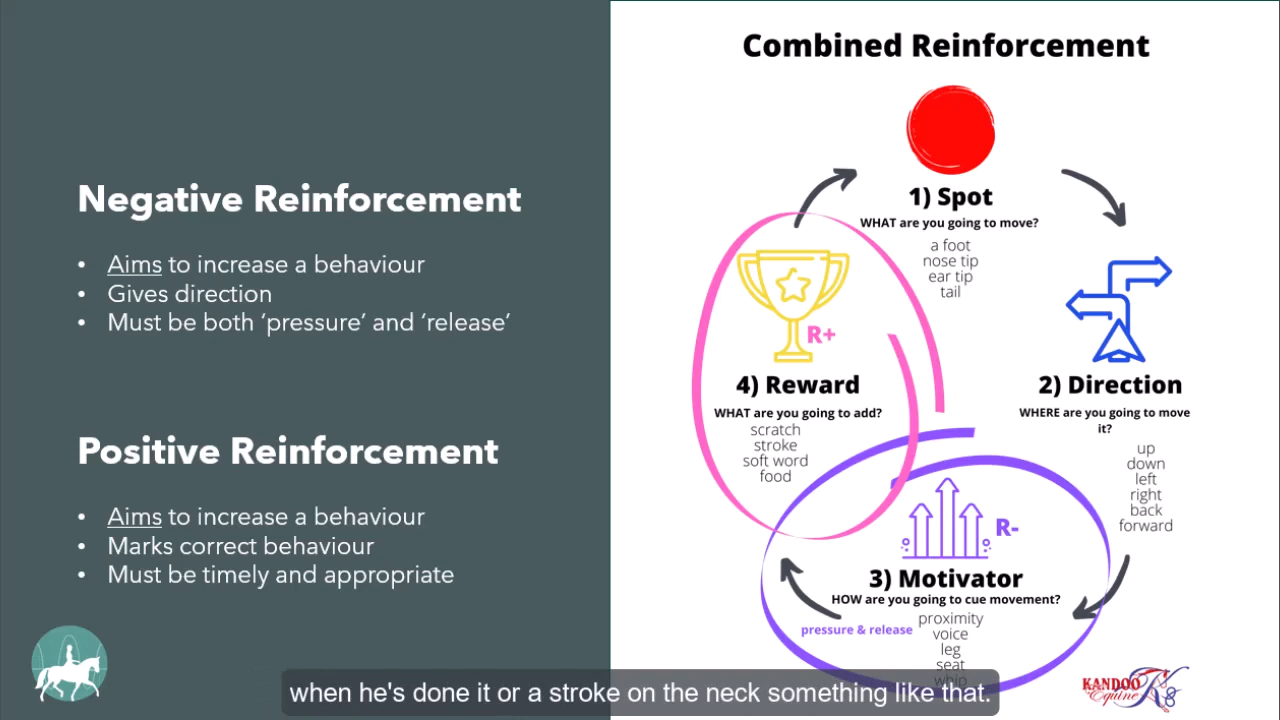 Combined Reinforcement
Negative Reinforcement
• Aims to increase a behaviour
• Gives direction
• Must be both ‘pressure’ and ‘release’
Positive Reinforcement
• Aims to increase a behaviour
• Marks correct behaviour
• Must be timely and appropriate
1) Spot
WHAT are you going to move?
a foot
nose tip
ear tip
tail
2) Direction
WHERE are you going to move
it?
up
down
left
right
back
forward
R-
3) Motivator
HOW are you going to cue movement?
pressure & release
proximity
voice
leg
seat
whip
R+
4) Reward
WHAT are you going to add?
scratch
stroke
soft word
food
KANDOO
Equine
when he's done it or a stroke on the neck something like that.